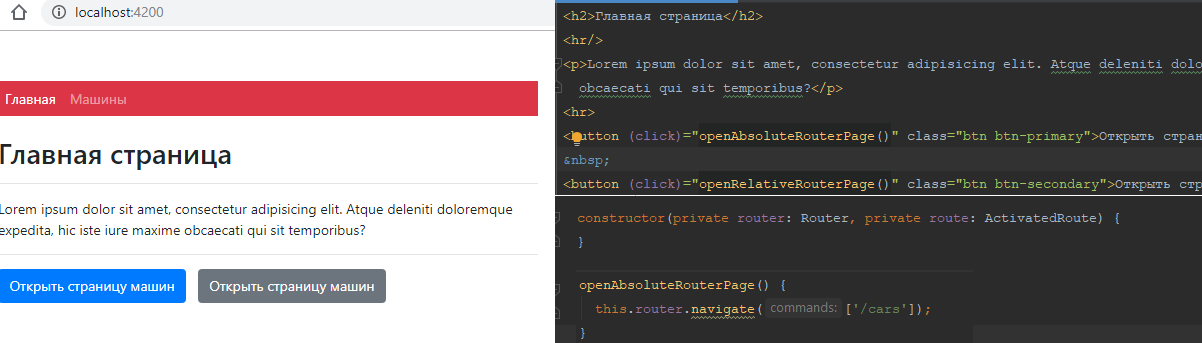 localhost:4200
Главная Машины
Главная страница
Lorem ipsum dolor sit amet, consectetur adipisicing elit. Atque deleniti doloremque
expedita, hic iste iure maxime obcaecati qui sit temporibus?
Открыть страницу машин Открыть страницу машин
<h2>Главная страница</h2>
<hr/>
<p>Lorem ipsum dolor sit amet, consectetur adipisicing elit. Atque deleniti dolo
obcaecati qui sit temporibus?</p>
<hr>
<button (click)="openAbsoluteRouterPage()" class="btn btn-primary">Открыть стран
&nbsp;
<button (click)="openRelativeRouterPage()" class="btn btn-secondary">Открыть стр
constructor(private router: Router, private route: ActivatedRoute) {
}
openAbsoluteRouterPage() {
this.router.navigate( commands: ['/cars']);
}